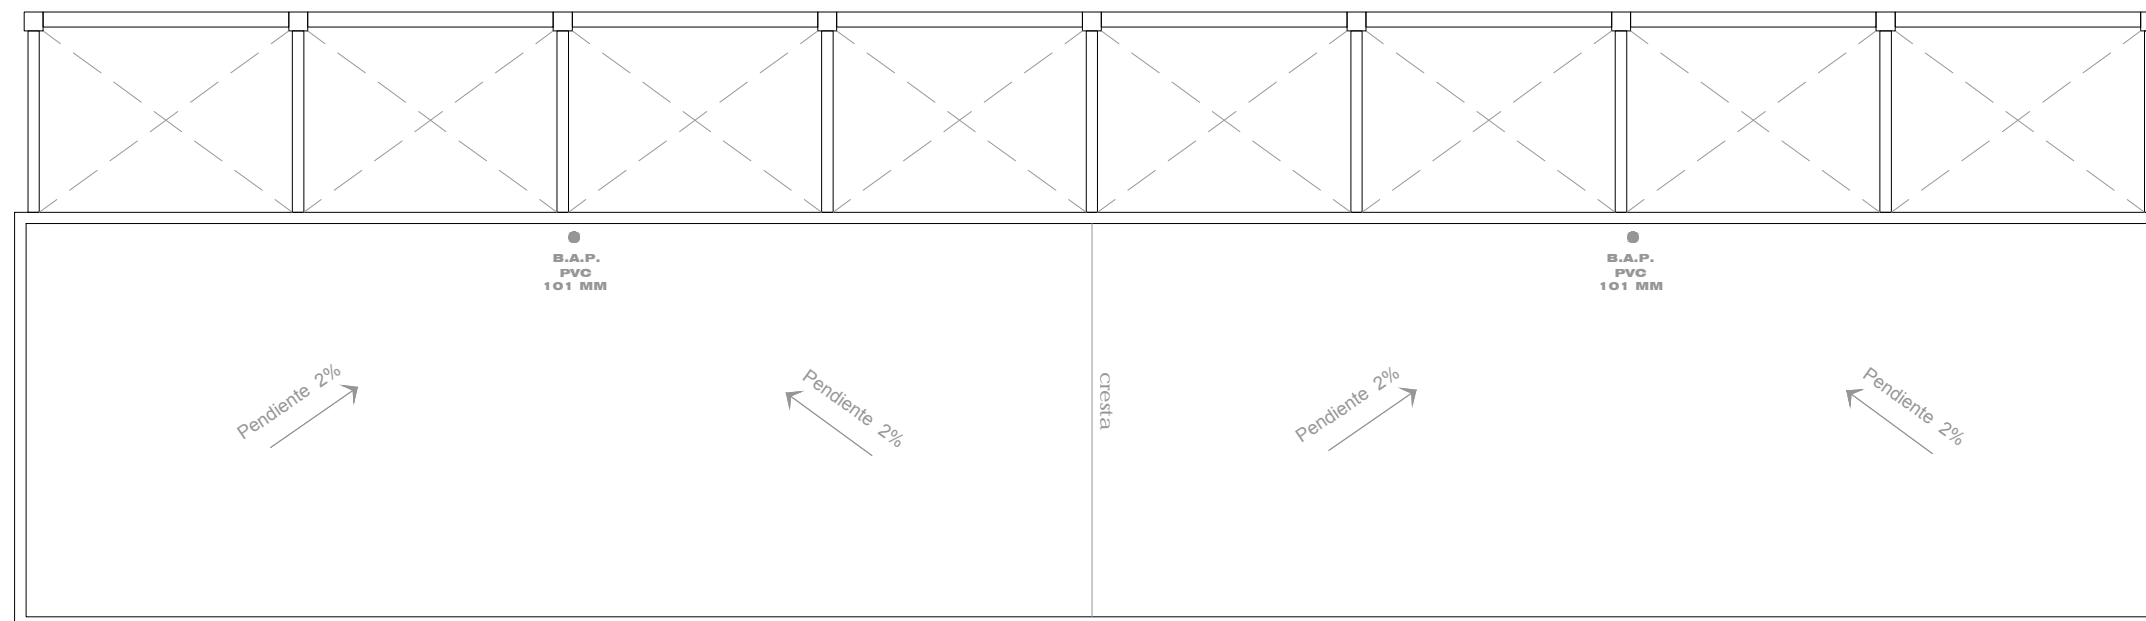 B.A.P.
PVC
101 MM
B.A.P.
PVC
101 MM
Pendiente 2%
Pendiente 2%
cresta
Pendiente 2%
Pendiente 2%